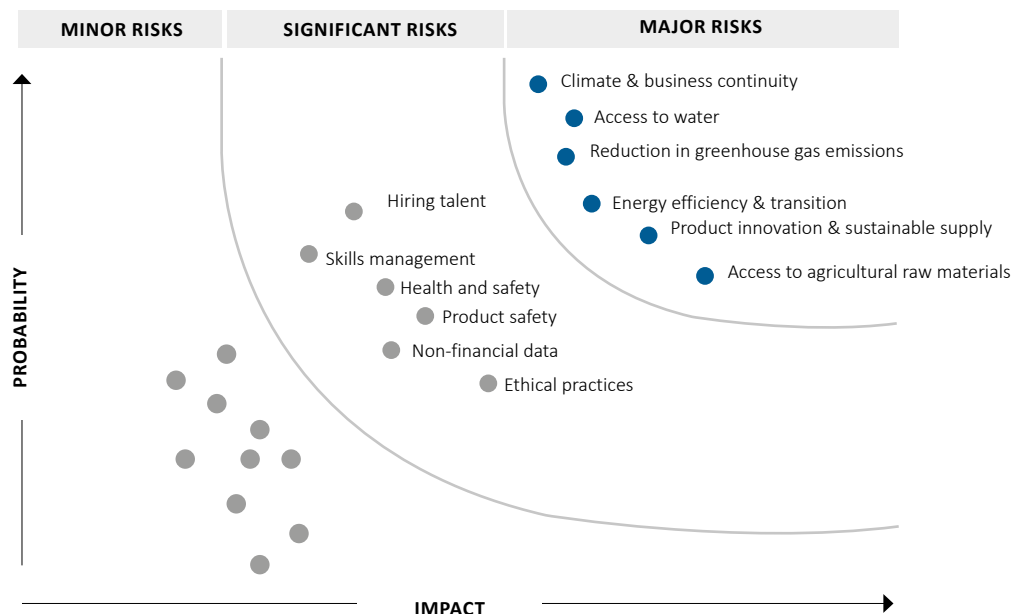 MINOR RISKS
SIGNIFICANT RISKS
MAJOR RISKS
Climate & business continuity
Access to water
Reduction in greenhouse gas emissions
Hiring talent
Energy efficiency & transition
Product innovation & sustainable supply
Skills management
Access to agricultural raw materials
Health and safety
Product safety
PROBABILITY
Non-financial data
Ethical practices
IMPACT